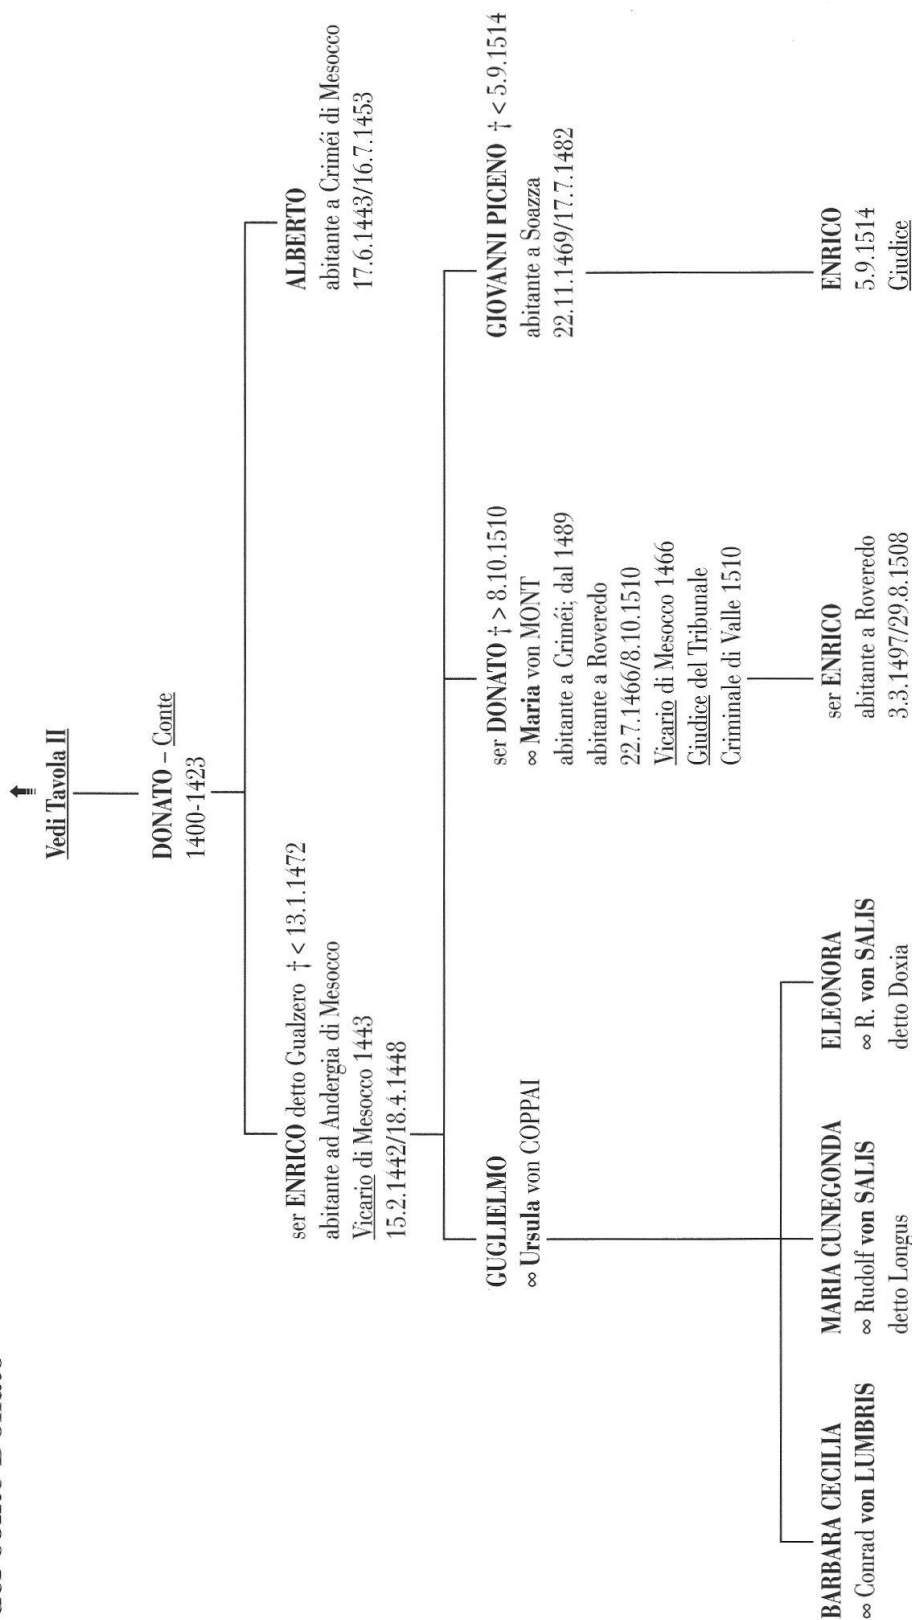 Vedi Tavola II
DONATO – Conte
1400-1423
ser ENRICO detto Gualzero † < 13.1.1472
abitante ad Andergia di Mesocco
Vicario di Mesocco 1443
15.2.1442/18.4.1448
ALBERTO
abitante a Criméi di Mesocco
17.6.1443/16.7.1453
GUGLIELMO
∞ Ursula von COPPAI
ser DONATO † > 8.10.1510
∞ Maria von MONT
abitante a Criméi; dal 1489
abitante a Roveredo
22.7.1466/8.10.1510
Vicario di Mesocco 1466
Giudice del Tribunale
Criminale di Valle 1510
GIOVANNI PICENO † < 5.9.1514
abitante a Soazza
22.11.1469/17.7.1482
BARBARA CECILIA
∞ Conrad von LUMBRIS
MARIA CUNEGONDA
∞ Rudolf von SALIS
detto Longus
ELEONORA
∞ R. von SALIS
detto Doxia
ser ENRICO
abitante a Roveredo
3.3.1497/29.8.1508
ENRICO
5.9.1514
Giudice